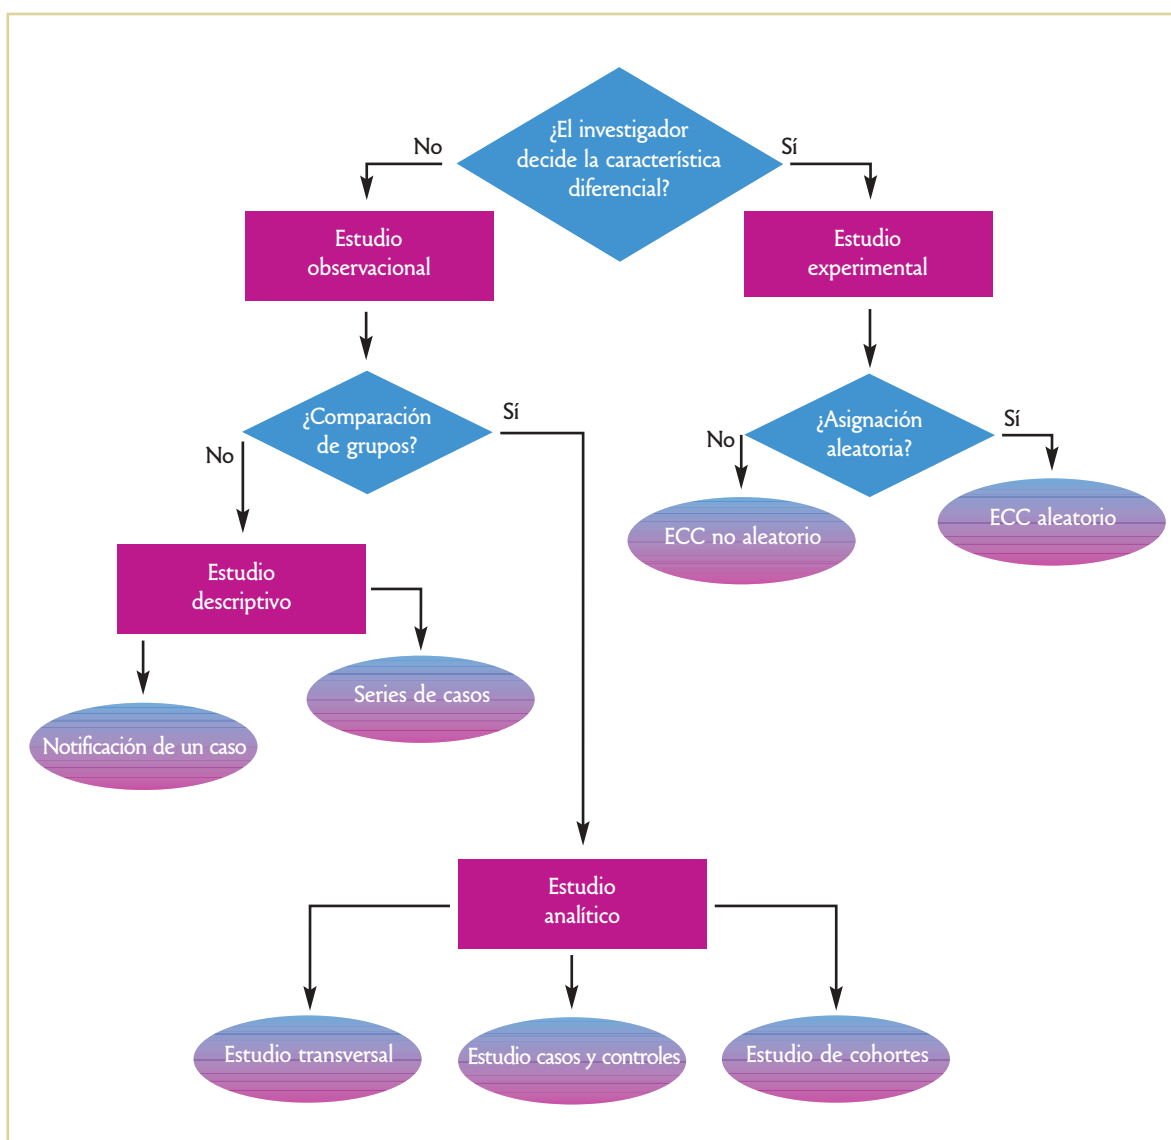 ¿El investigador
decide la característica
diferencial?
No
Sí
Estudio
observacional
Estudio
experimental
¿Comparación
de grupos?
Sí
No
¿Asignación
aleatoria?
No
Sí
ECC no aleatorio
ECC aleatorio
Estudio
descriptivo
Series de casos
Notificación de un caso
Estudio
analítico
Estudio transversal
Estudio casos y controles
Estudio de cohortes